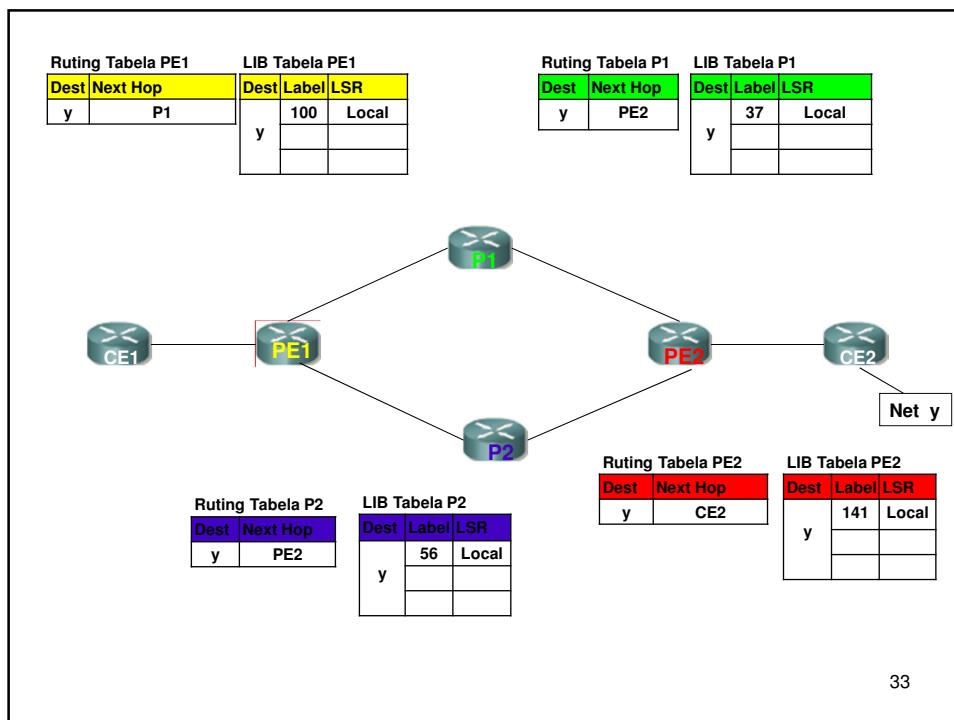 Ruting Tabela PE1
Dest Next Hop
y P1
LIB Tabela PE1
Dest Label LSR
y 100 Local
Ruting Tabela P1
Dest Next Hop
y PE2
LIB Tabela P1
Dest Label LSR
y 37 Local
P1
CE1
PE1
PE2
CE2
Net y
P2
Ruting Tabela P2
Dest Next Hop
y PE2
LIB Tabela P2
Dest Label LSR
y 56 Local
Ruting Tabela PE2
Dest Next Hop
y CE2
LIB Tabela PE2
Dest Label LSR
y 141 Local
33